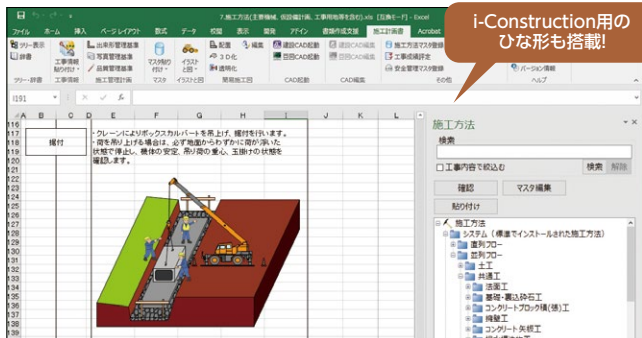 7.施工方法(主要機械、仮設備計画、工事用地等を含む).xls [互換モード] - Excel
i-Construction用の
ひな形も搭載!
ファイル ホーム 挿入 ページ レイアウト 数式 データ 校閲 表示 開発 アドイン 書類作成支援 施工計画書 Acrobat
ツリー表示 工事情報貼り付け 出来形管理基準 マスタ貼り付け イラストと図 配置 編集 建設CAD起動 建設CAD編集 施工方法マスタ登録
辞書 写真管理基準 3D化 豆図CAD起動 豆図CAD編集 工事成績評定
品質管理基準 透明化 安全管理マスタ登録 バージョン情報
ツリー・辞書 工事情報 施工管理計画 マスタ イラストと図 簡易施工図 CAD起動 CAD編集 その他 ヘルプ
I291
A B C D E F G H I J K L
116
117
118
119
120
121
122
123
124
125
126
127
128
129
130
131
132
133
134
135
136
137
138
139
据付
・クレーンによりボックスカルバートを吊上げ、据付を行います。
・荷を吊り上げる場合は、必ず地面からわずかに荷が浮いた
状態で停止し、機体の安定、吊り荷の重心、玉掛けの状態を
確認します。
施工方法
検索
工事内容で絞込む 検索 解除
確認 マスタ編集
貼り付け
施工方法
システム (標準でインストールされた施工方法)
直列フロー
並列フロー
土工
共通工
法面工
基礎・裏込砕石工
コンクリートブロック積(張)工
擁壁工
コンクリート矢板工